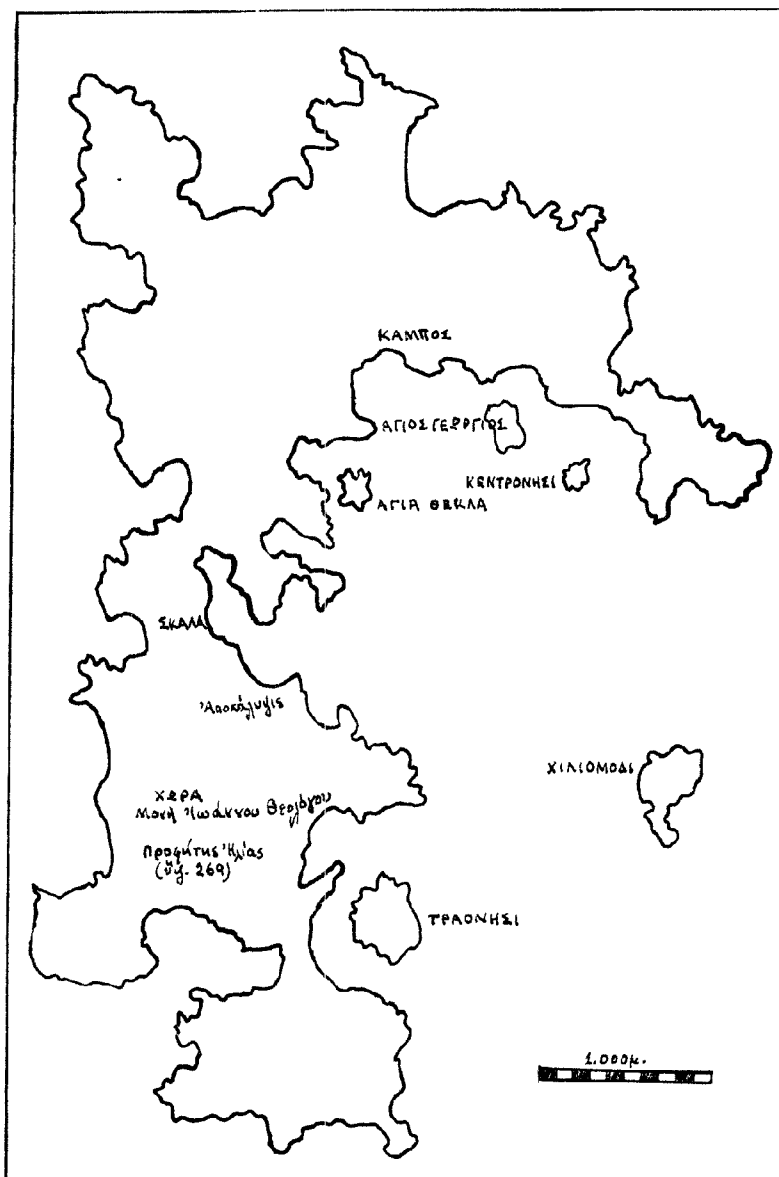 ΚΑΜΠΟΣ
ΑΓΙΟΣ ΓΕΩΡΓΙΟΣ
ΚΕΝΤΡΟΝΗΣΙ
ΑΓΙΑ ΘΕΚΛΑ
ΣΚΑΛΑ
Ἀποκάλυψις
ΧΙΛΙΟΜΟΔΙ
ΧΩΡΑ
Μονὴ Ἰωάννου Θεολόγου
Προφήτης Ἠλίας
(ὕψ. 269)
ΤΡΑΟΝΗΣΙ
1.000μ.